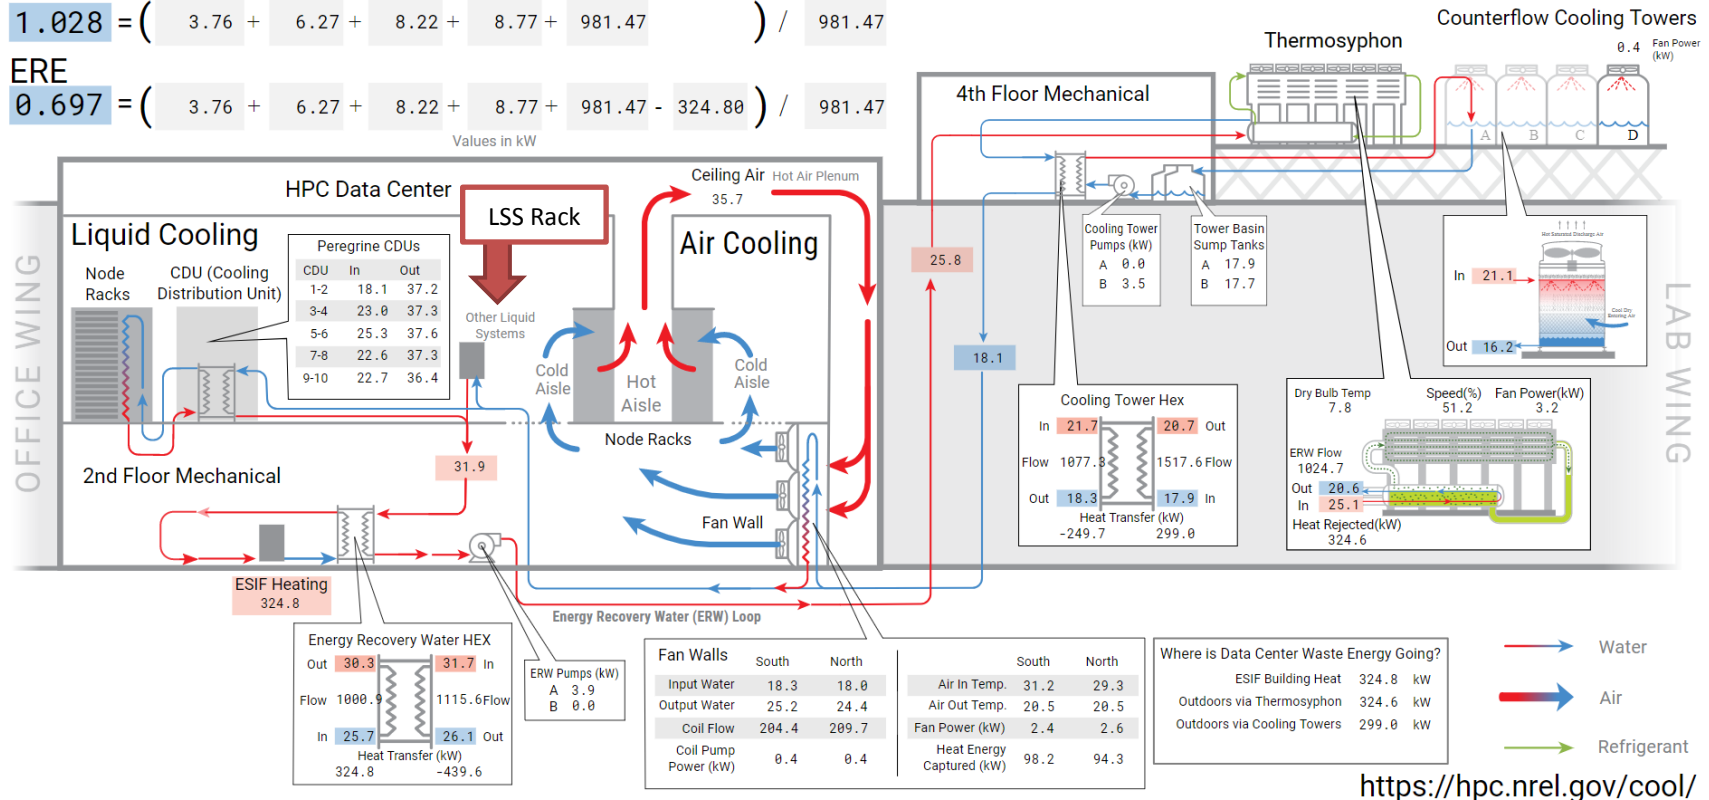 1.028 = ( 3.76 + 6.27 + 8.22 + 8.77 + 981.47 ) / 981.47
ERE
0.697 = ( 3.76 + 6.27 + 8.22 + 8.77 + 981.47 - 324.80 ) / 981.47
Values in kW
Counterflow Cooling Towers
0.4 Fan Power
(kW)
Thermosyphon
4th Floor Mechanical
A B C D
HPC Data Center
LSS Rack
Ceiling Air Hot Air Plenum
35.7
Liquid Cooling
Air Cooling
Node
Racks
CDU (Cooling
Distribution Unit)
Peregrine CDUs
CDU In Out
1-2 18.1 37.2
3-4 23.0 37.3
5-6 25.3 37.6
7-8 22.6 37.3
9-10 22.7 36.4
Other Liquid
Systems
Cold
Aisle
Hot
Aisle
Cold
Aisle
Node Racks
Fan Wall
OFFICE WING
LAB WING
25.8
18.1
31.9
Cooling Tower
Pumps (kW)
A 0.0
B 3.5
Tower Basin
Sump Tanks
A 17.9
B 17.7
Hot Saturated Discharge Air
In 21.1
Cool Dry
Entering Air
Out 16.2
Cooling Tower Hex
In 21.7 20.7 Out
Flow 1077.3 1517.6 Flow
Out 18.3 17.9 In
Heat Transfer (kW)
-249.7 299.0
Dry Bulb Temp Speed(%) Fan Power(kW)
7.8 51.2 3.2
ERW Flow
1024.7
Out 20.6
In 25.1
Heat Rejected(kW)
324.6
2nd Floor Mechanical
ESIF Heating
324.8
Energy Recovery Water (ERW) Loop
Energy Recovery Water HEX
Out 30.3 31.7 In
Flow 1000.9 1115.6 Flow
In 25.7 26.1 Out
Heat Transfer (kW)
324.8 -439.6
ERW Pumps (kW)
A 3.9
B 0.0
Fan Walls
South North
Input Water 18.3 18.0
Output Water 25.2 24.4
Coil Flow 204.4 209.7
Coil Pump
Power (kW) 0.4 0.4
South North
Air In Temp. 31.2 29.3
Air Out Temp. 20.5 20.5
Fan Power (kW) 2.4 2.6
Heat Energy
Captured (kW) 98.2 94.3
Where is Data Center Waste Energy Going?
ESIF Building Heat 324.8 kW
Outdoors via Thermosyphon 324.6 kW
Outdoors via Cooling Towers 299.0 kW
Water
Air
Refrigerant
https://hpc.nrel.gov/cool/